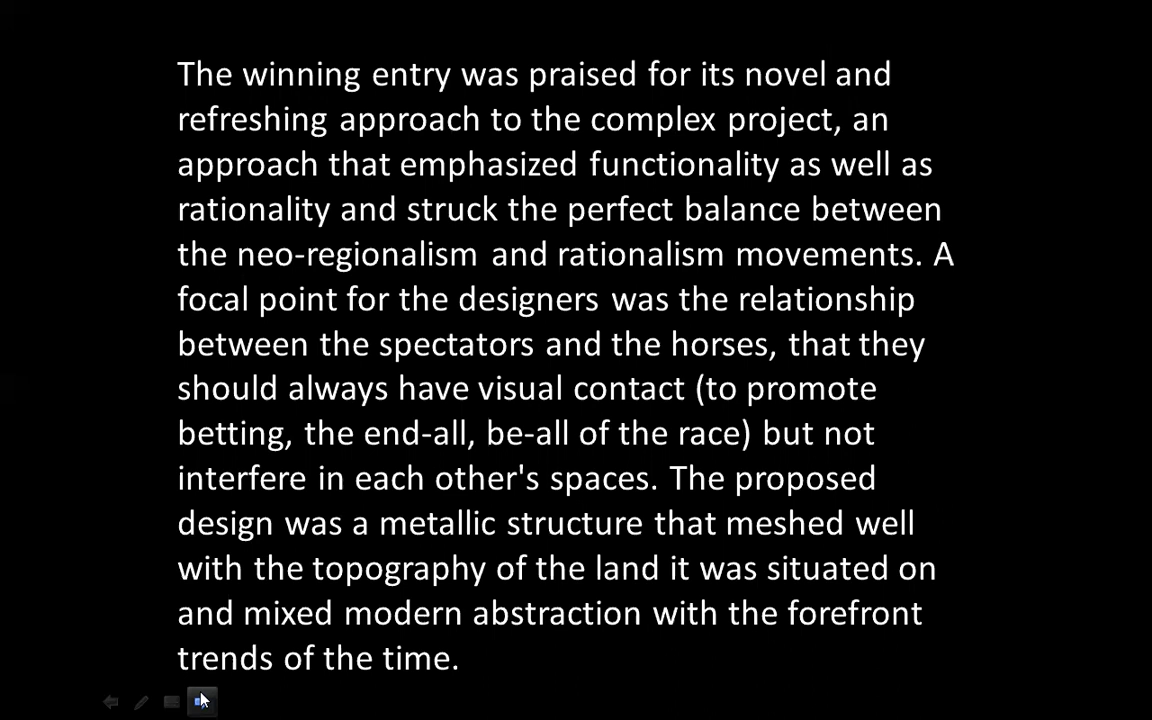 The winning entry was praised for its novel and
refreshing approach to the complex project, an
approach that emphasized functionality as well as
rationality and struck the perfect balance between
the neo-regionalism and rationalism movements. A
focal point for the designers was the relationship
between the spectators and the horses, that they
should always have visual contact (to promote
betting, the end-all, be-all of the race) but not
interfere in each other's spaces. The proposed
design was a metallic structure that meshed well
with the topography of the land it was situated on
and mixed modern abstraction with the forefront
trends of the time.